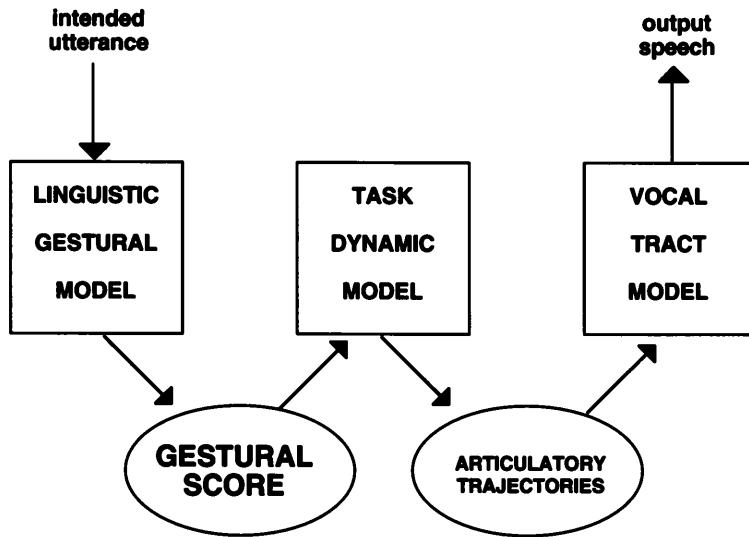 intended
utterance
output
speech
LINGUISTIC
GESTURAL
MODEL
TASK
DYNAMIC
MODEL
VOCAL
TRACT
MODEL
GESTURAL
SCORE
ARTICULATORY
TRAJECTORIES